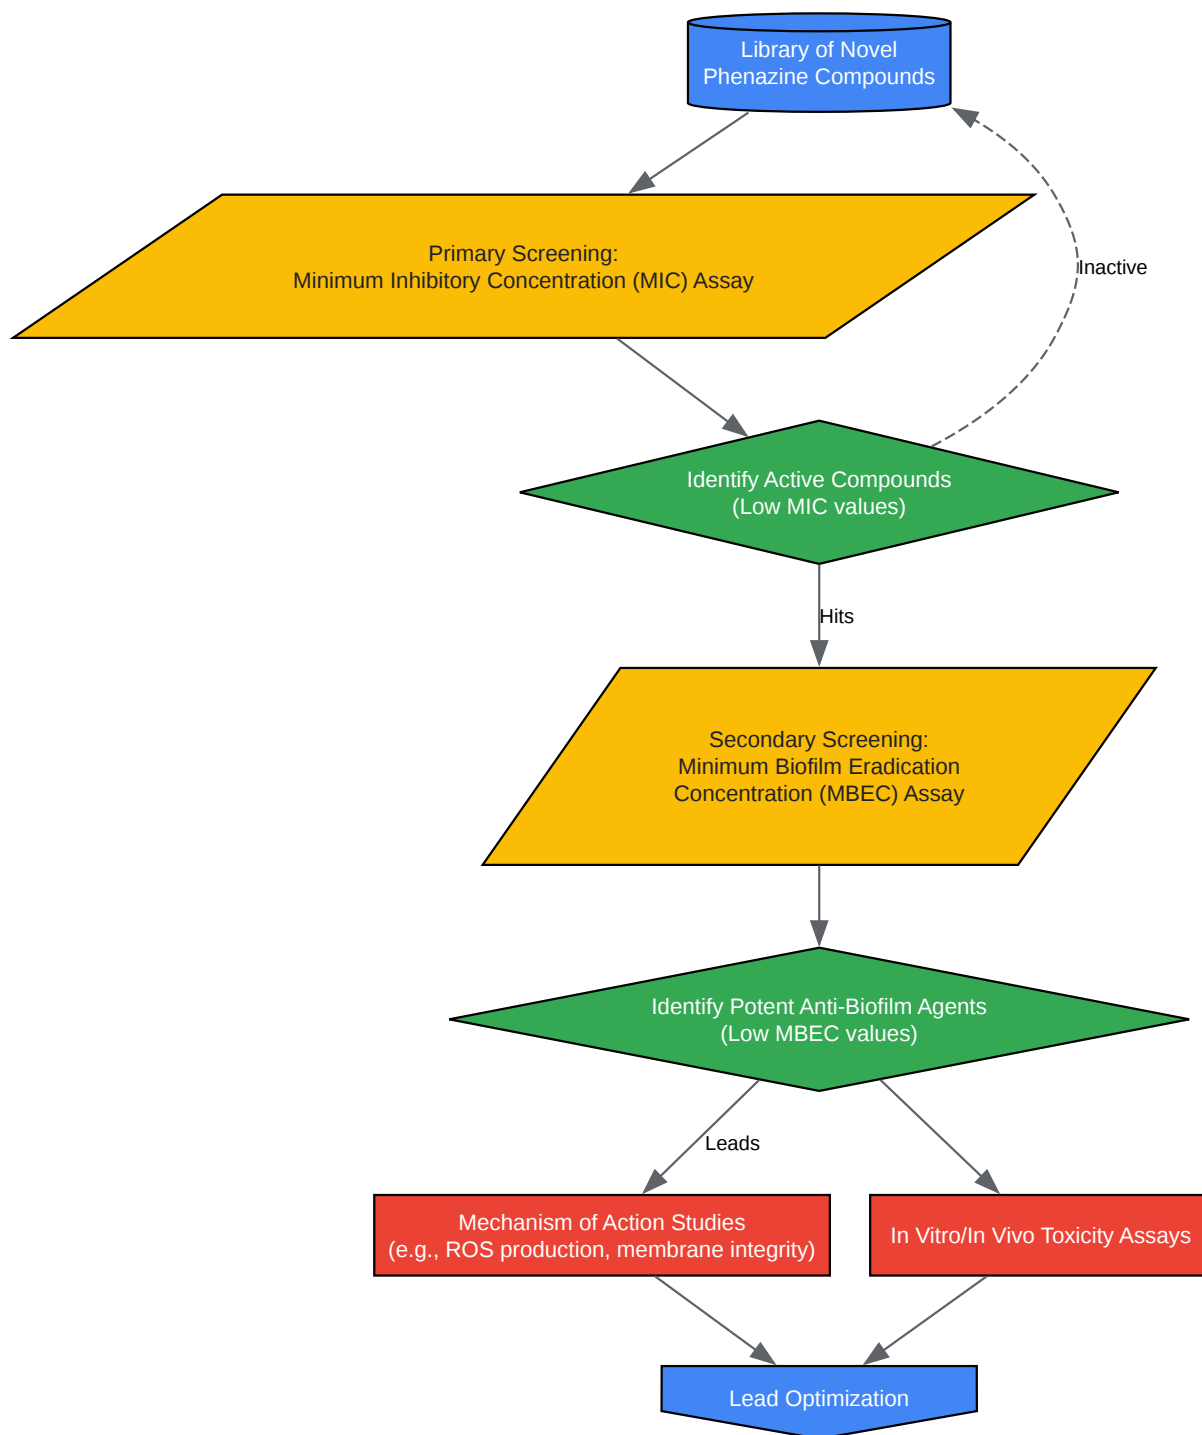 Library of Novel
Phenazine Compounds
Primary Screening:
Minimum Inhibitory Concentration (MIC) Assay
Inactive
Identify Active Compounds
(Low MIC values)
Hits
Secondary Screening:
Minimum Biofilm Eradication
Concentration (MBEC) Assay
Identify Potent Anti-Biofilm Agents
(Low MBEC values)
Leads
Mechanism of Action Studies
(e.g., ROS production, membrane integrity)
In Vitro/In Vivo Toxicity Assays
Lead Optimization